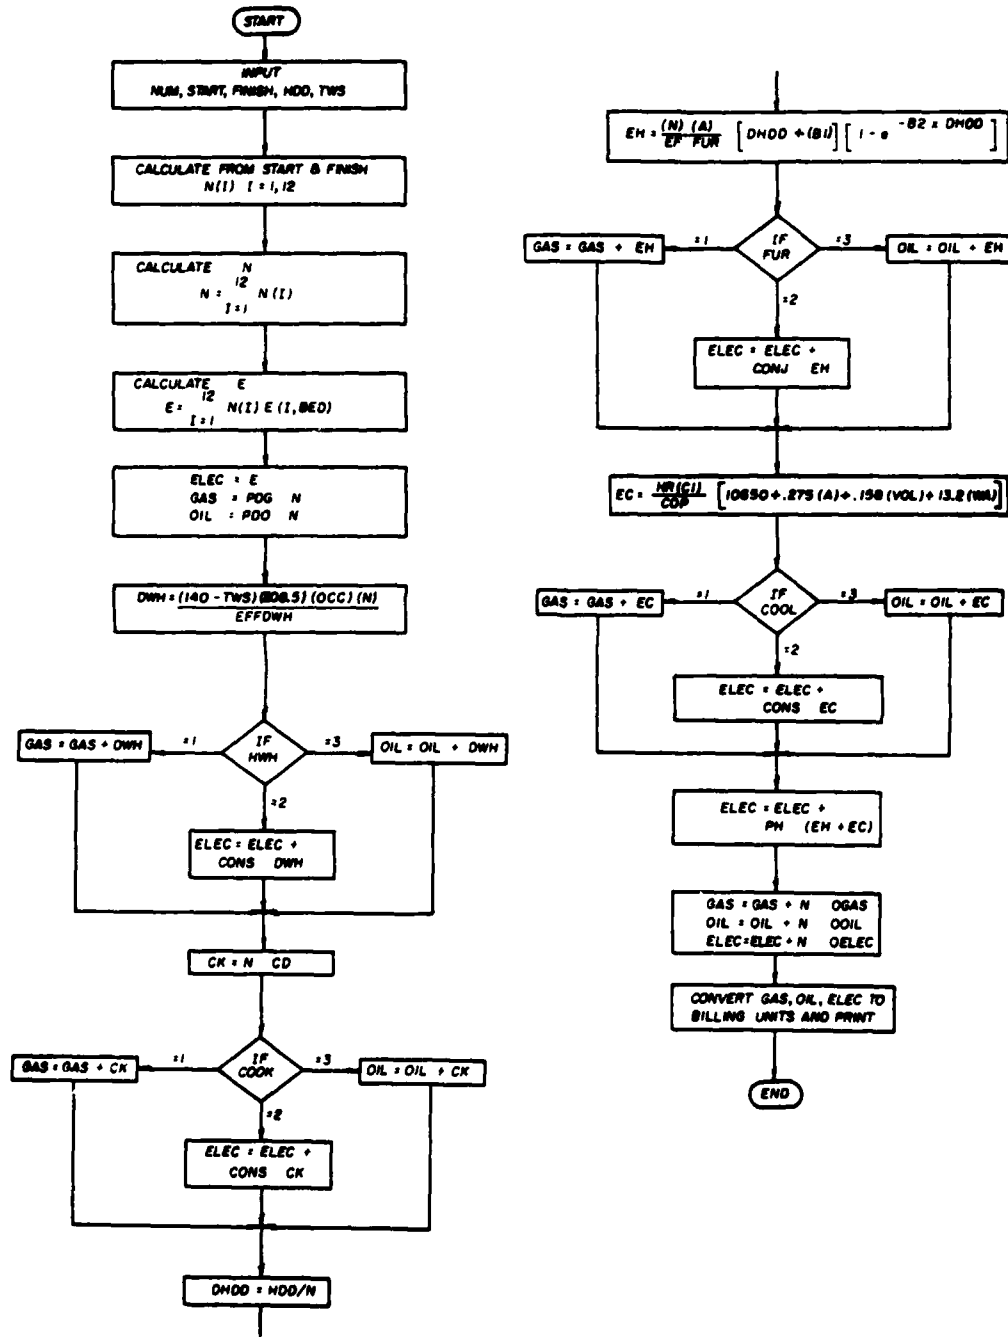 START
INPUT
NUM, START, FINISH, HDD, TWS
CALCULATE FROM START & FINISH
N(I) I = 1, 12
CALCULATE N
12
N = N(I)
I=1
CALCULATE E
12
E = N(I) E (I, BED)
I=1
ELEC = E
GAS = PDG N
OIL = PDO N
DWH = (140 - TWS) (OCC) (N)
EFFDWH
IF
HWH
=1
=3
=2
GAS = GAS + DWH
OIL = OIL + DWH
ELEC = ELEC +
CONS DWH
CK = N CD
IF
COOK
=1
=3
=2
GAS = GAS + CK
OIL = OIL + CK
ELEC = ELEC +
CONS CK
DHDD = HDD/N
EH = (N) (A) [DHDD + (B1)] [1 - e -B2 x DHDD]
EF FUR
IF
FUR
=1
=3
=2
GAS = GAS + EH
OIL = OIL + EH
ELEC = ELEC +
CONJ EH
EC = HR(C1) [10650 + .275 (A) + .158 (VOL) + 13.2 (WA)]
COP
IF
COOL
=1
=3
=2
GAS = GAS + EC
OIL = OIL + EC
ELEC = ELEC +
CONS EC
ELEC = ELEC +
PH (EH + EC)
GAS = GAS + N OGAS
OIL = OIL + N OOIL
ELEC = ELEC + N OELEC
CONVERT GAS, OIL, ELEC TO
BILLING UNITS AND PRINT
END